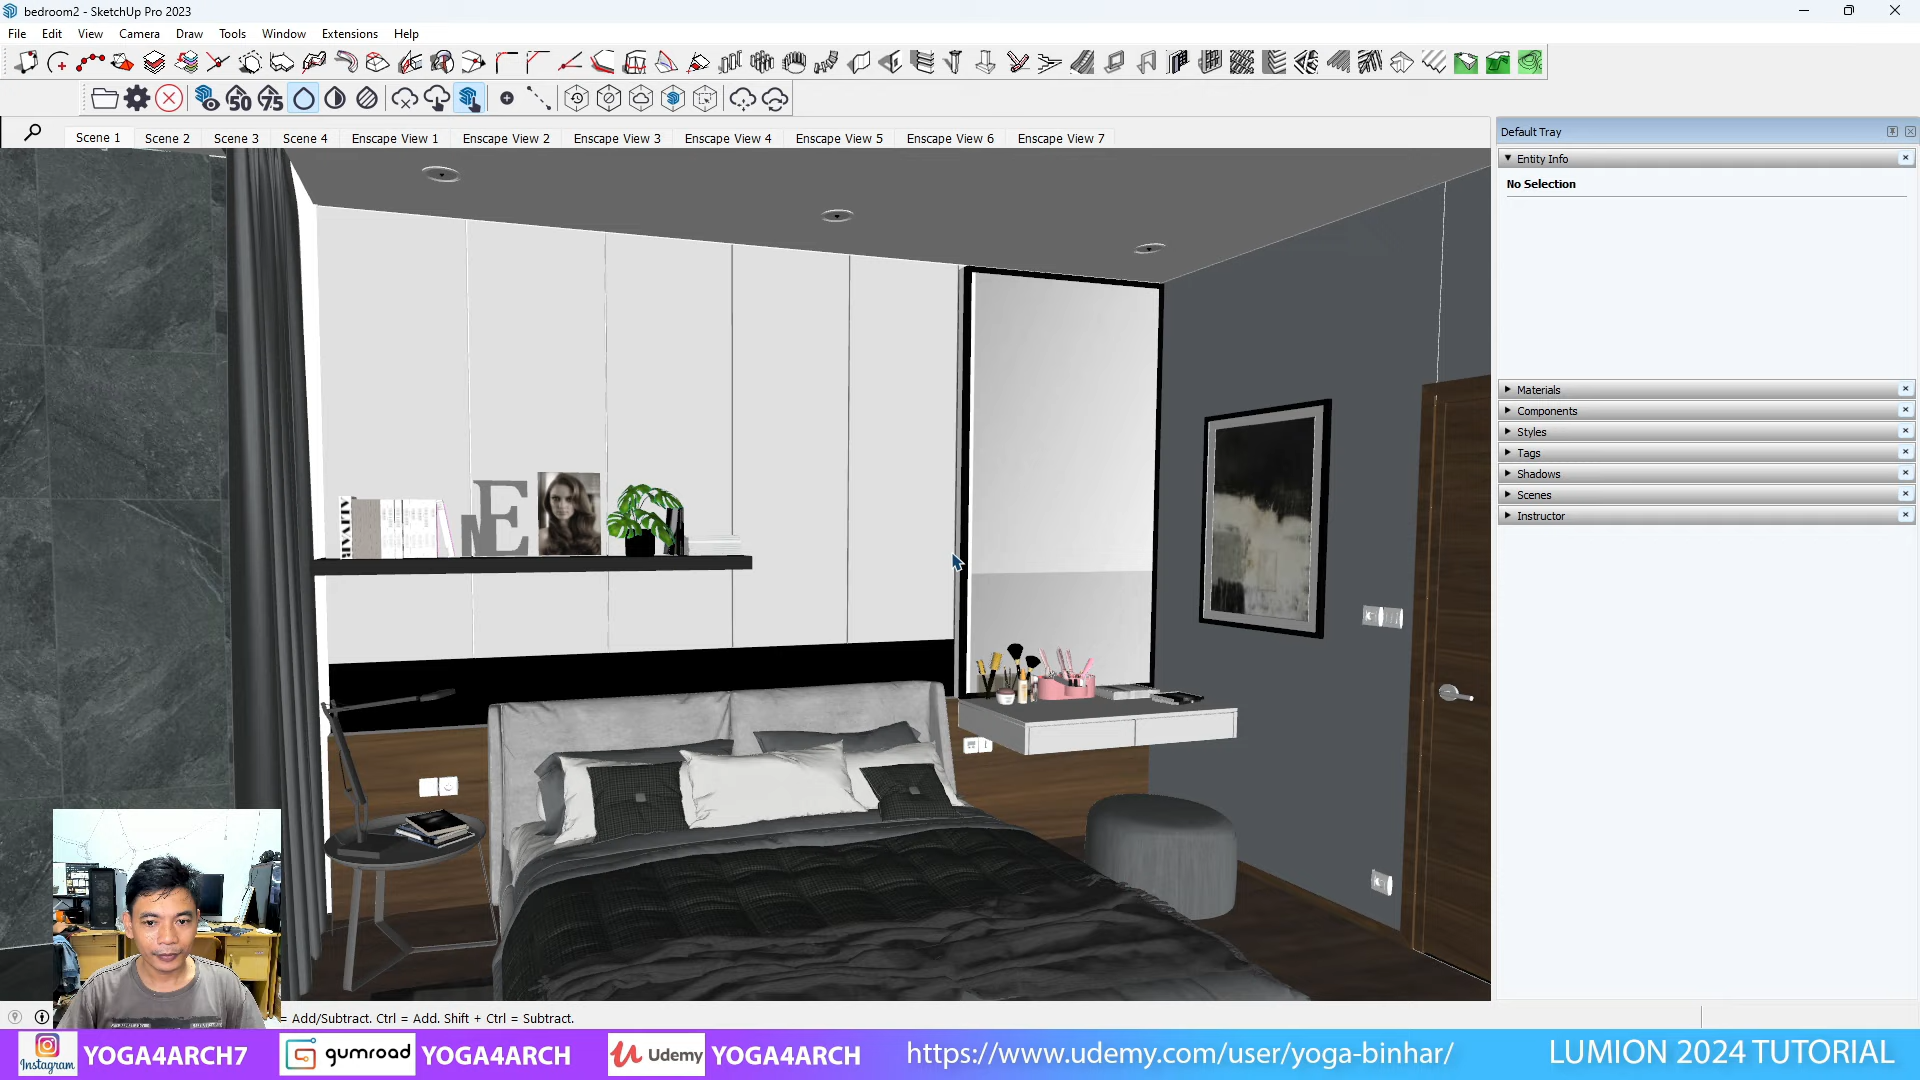 bedroom2 - SketchUp Pro 2023
File Edit View Camera Draw Tools Window Extensions Help
50 75
Scene 1 Scene 2 Scene 3 Scene 4 Enscape View 1 Enscape View 2 Enscape View 3 Enscape View 4 Enscape View 5 Enscape View 6 Enscape View 7
Default Tray
Entity Info
No Selection
Materials
Components
Styles
Tags
Shadows
Scenes
Instructor
E
= Add/Subtract. Ctrl = Add. Shift + Ctrl = Subtract.
Instagram YOGA4ARCH7 gumroad YOGA4ARCH Udemy YOGA4ARCH https://www.udemy.com/user/yoga-binhar/ LUMION 2024 TUTORIAL